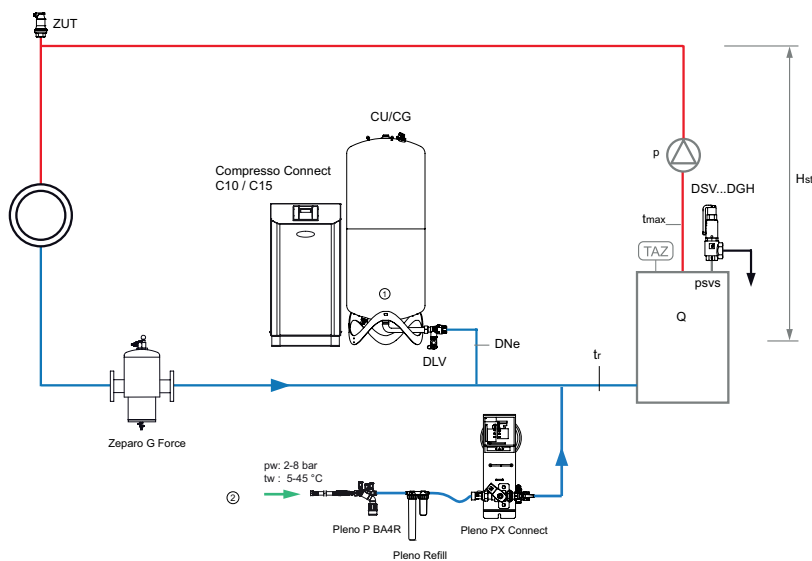 ZUT
CU/CG
Compresso Connect
C10 / C15
p
Hst
DSV...DGH
tmax
TAZ
psvs
Q
1
DNe
DLV
tr
Zeparo G Force
pw: 2-8 bar
tw : 5-45 °C
2
Pleno P BA4R
Pleno PX Connect
Pleno Refill